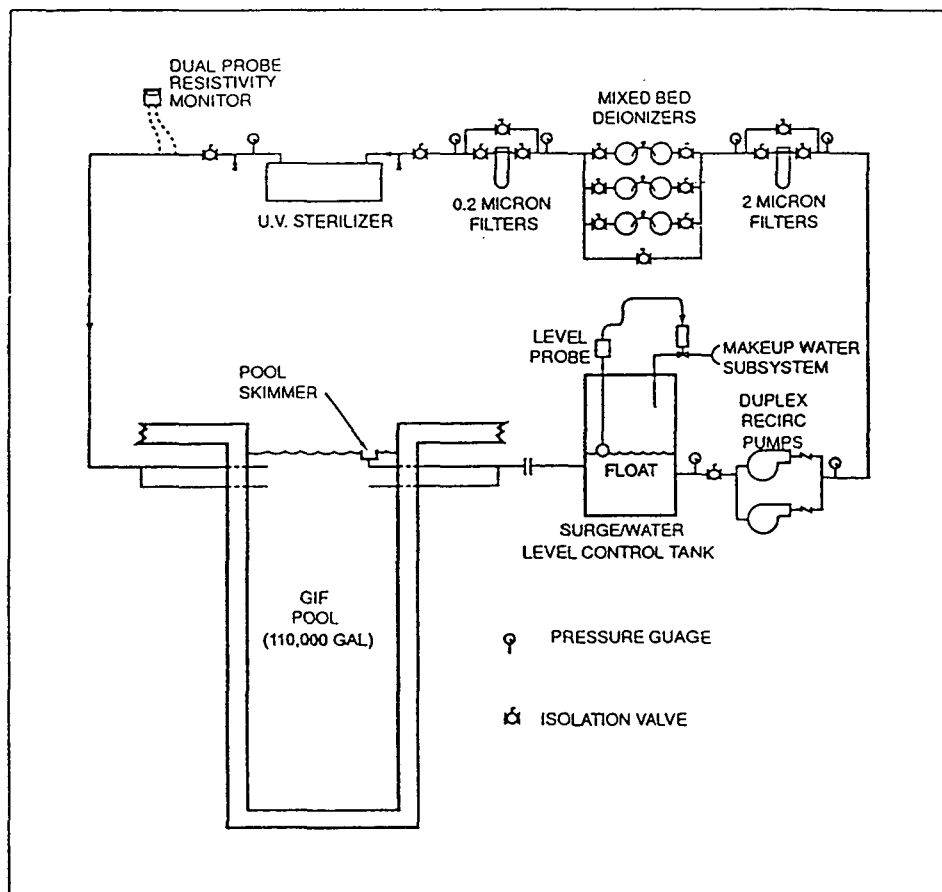 DUAL PROBE
RESISTIVITY
MONITOR
MIXED BED
DEIONIZERS
U.V. STERILIZER
0.2 MICRON
FILTERS
2 MICRON
FILTERS
LEVEL
PROBE
MAKEUP WATER
SUBSYSTEM
POOL
SKIMMER
DUPLEX
RECIRC
PUMPS
FLOAT
SURGE/WATER
LEVEL CONTROL TANK
GIF
POOL
(110,000 GAL)
PRESSURE GUAGE
ISOLATION VALVE